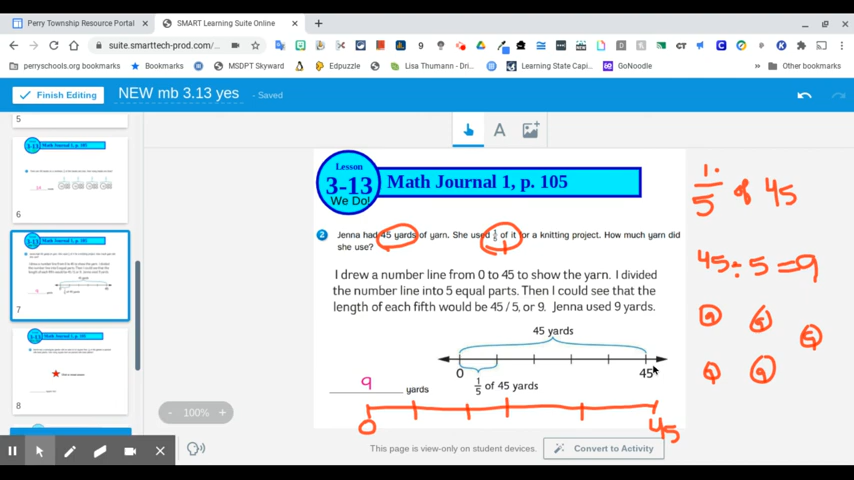 Perry Township Resource Portal
SMART Learning Suite Online
suite.smarttech-prod.com/...
perryschools.org bookmarks
Bookmarks
MSDPT Skyward
Edpuzzle
Lisa Thumann - Dri...
Learning State Capi...
GoNoodle
Other bookmarks
Finish Editing
NEW mb 3.13 yes
- Saved
5
6
7
8
Lesson
3-13
We Do!
Math Journal 1, p. 105
2 Jenna had 45 yards of yarn. She used 1/5 of it for a knitting project. How much yarn did
she use?
I drew a number line from 0 to 45 to show the yarn. I divided
the number line into 5 equal parts. Then I could see that the
length of each fifth would be 45 / 5, or 9. Jenna used 9 yards.
45 yards
0
45
1/5 of 45 yards
9 yards
0
45
1/5 of 45
45 ÷ 5 = 9
9 9 9
9 9
- 100% +
This page is view-only on student devices.
Convert to Activity